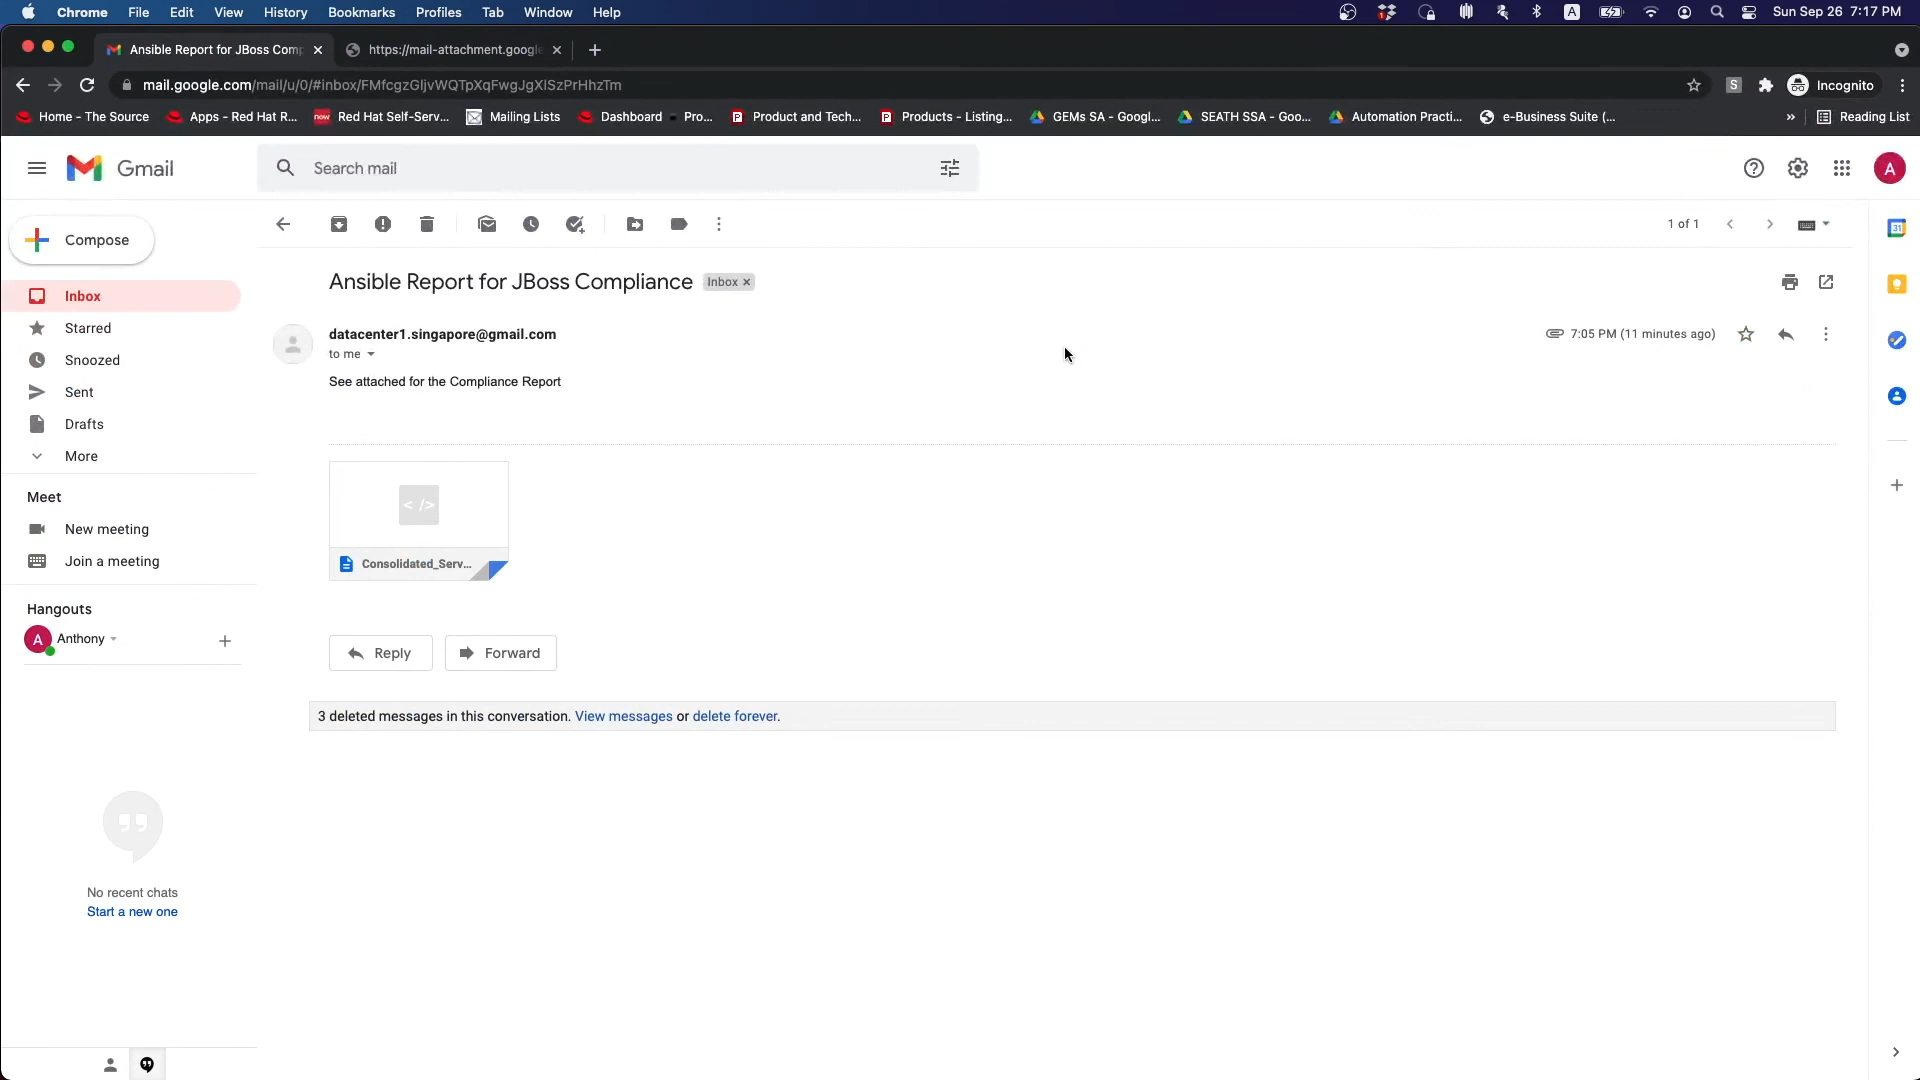 Chrome File Edit View History Bookmarks Profiles Tab Window Help A Sun Sep 26 7:17 PM
Ansible Report for JBoss Comp https://mail-attachment.google
mail.google.com/mail/u/0/#inbox/FMfcgzGljvWQTpXqFwgJgXlSzPrHhzTm S Incognito
Home - The Source Apps - Red Hat R... now Red Hat Self-Serv... Mailing Lists Dashboard Pro... Product and Tech... Products - Listing... GEMs SA - Googl... SEATH SSA - Goo... Automation Practi... e-Business Suite (... » Reading List
Gmail Search mail A
Compose 1 of 1 31
Ansible Report for JBoss Compliance Inbox ×
Inbox
Starred
Snoozed
Sent
Drafts
More
datacenter1.singapore@gmail.com 7:05 PM (11 minutes ago)
to me
See attached for the Compliance Report
Meet
New meeting
Join a meeting
< />
Consolidated_Serv...
Hangouts
A Anthony
Reply Forward
3 deleted messages in this conversation. View messages or delete forever.
No recent chats
Start a new one